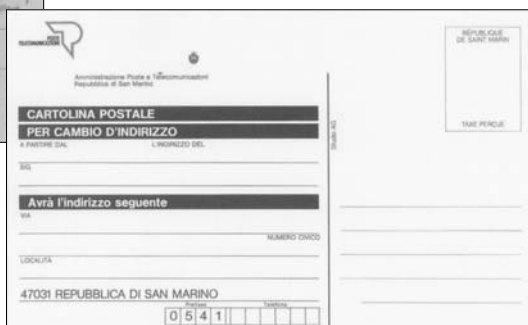 POSTE
TELECOMUNICAZIONI
Amministrazione Poste e Telecomunicazioni
Repubblica di San Marino
CARTOLINA POSTALE
PER CAMBIO D'INDIRIZZO
A PARTIRE DAL L'INDIRIZZO DEL
SIG.
Avrà l'indirizzo seguente
VIA
NUMERO CIVICO
LOCALITÀ
47031 REPUBBLICA DI SAN MARINO
Prefisso Telefono
0541
Studio AG
RÉPUBLIQUE
DE SAINT MARIN
TAXE PERÇUE